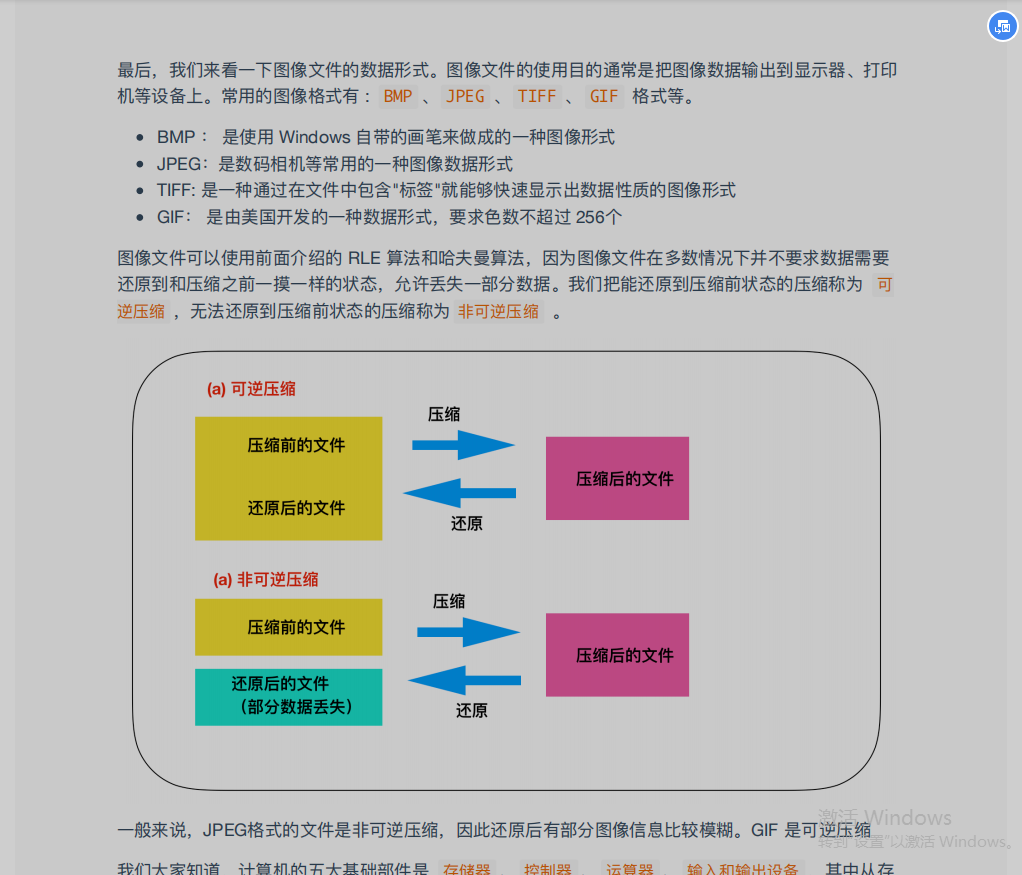 最后，我们来看一下图像文件的数据形式。图像文件的使用目的通常是把图像数据输出到显示器、打印
机等设备上。常用的图像格式有： BMP 、 JPEG 、 TIFF 、 GIF 格式等。
• BMP ： 是使用 Windows 自带的画笔来做成的一种图像形式
• JPEG：是数码相机等常用的一种图像数据形式
• TIFF: 是一种通过在文件中包含"标签"就能够快速显示出数据性质的图像形式
• GIF： 是由美国开发的一种数据形式，要求色数不超过 256个
图像文件可以使用前面介绍的 RLE 算法和哈夫曼算法，因为图像文件在多数情况下并不要求数据需要
还原到和压缩之前一摸一样的状态，允许丢失一部分数据。我们把能还原到压缩前状态的压缩称为 可
逆压缩 ，无法还原到压缩前状态的压缩称为 非可逆压缩 。
(a) 可逆压缩
压缩
压缩前的文件
压缩后的文件
还原后的文件
还原
(a) 非可逆压缩
压缩
压缩前的文件
压缩后的文件
还原后的文件
（部分数据丢失）
还原
一般来说，JPEG格式的文件是非可逆压缩，因此还原后有部分图像信息比较模糊。GIF 是可逆压缩
激活 Windows
转到"设置"以激活 Windows。
我们大家知道，计算机的五大基础部件是 存储器 、 控制器 、 运算器 、 输入和输出设备 ，其中从存